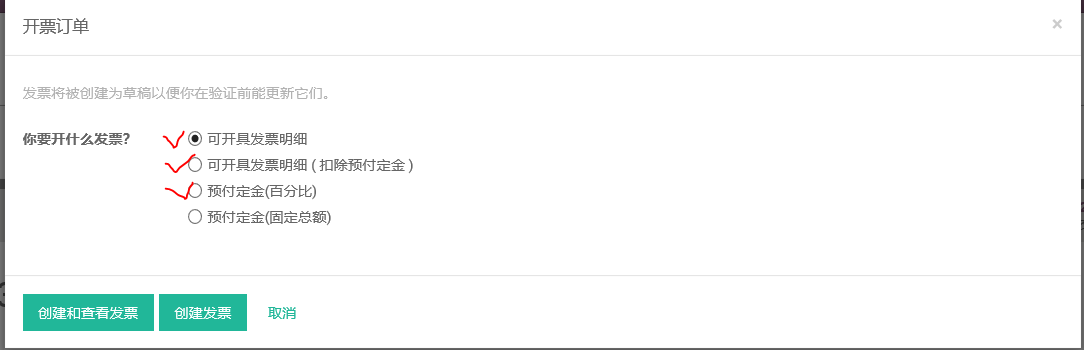 开票订单
×
发票将被创建为草稿以便你在验证前能更新它们。
你要开什么发票?
可开具发票明细
可开具发票明细 ( 扣除预付定金 )
预付定金(百分比)
预付定金(固定总额)
创建和查看发票 创建发票 取消